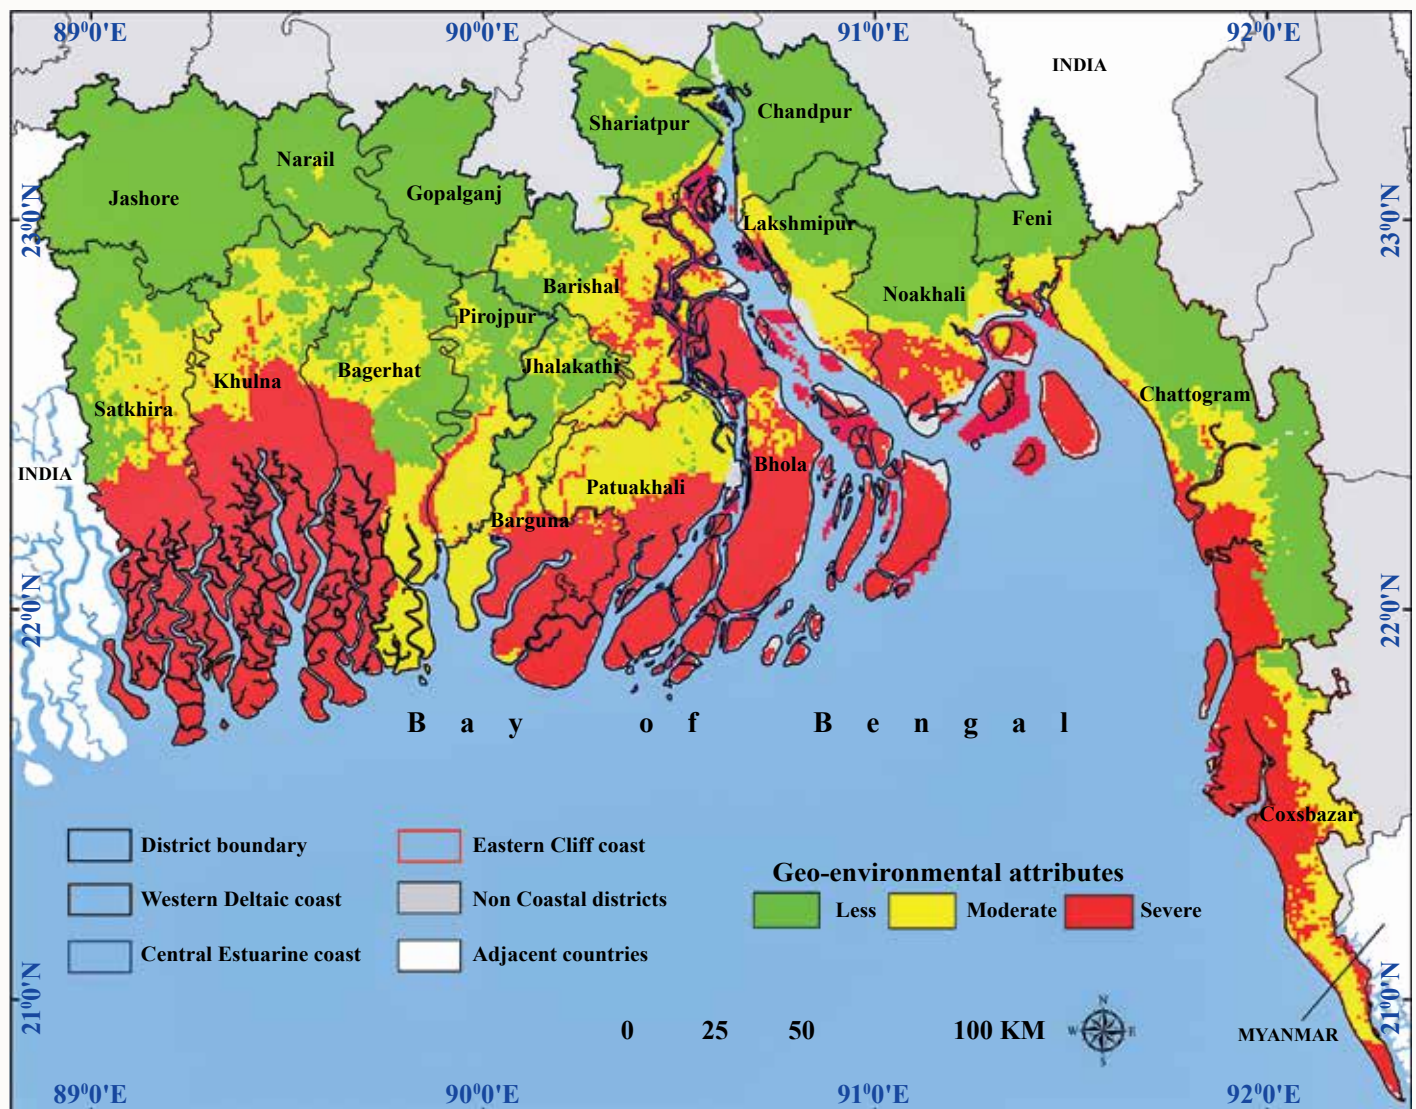 89⁰0'E 90⁰0'E 91⁰0'E 92⁰0'E
INDIA
Chandpur
Shariatpur
Narail
Jashore
Gopalganj
23⁰0'N
Lakshmipur
Feni
23⁰0'N
Barishal
Noakhali
Pirojpur
Jhalakathi
Bagerhat
Khulna
Chattogram
Satkhira
INDIA
Bhola
Patuakhali
Barguna
22⁰0'N
22⁰0'N
Bay of Bengal
Coxsbazar
District boundary
Eastern Cliff coast
Western Deltaic coast
Non Coastal districts
Central Estuarine coast
Adjacent countries
Geo-environmental attributes
Less Moderate Severe
21⁰0'N
21⁰0'N
0 25 50 100 KM
N
W E
S
MYANMAR
89⁰0'E 90⁰0'E 91⁰0'E 92⁰0'E